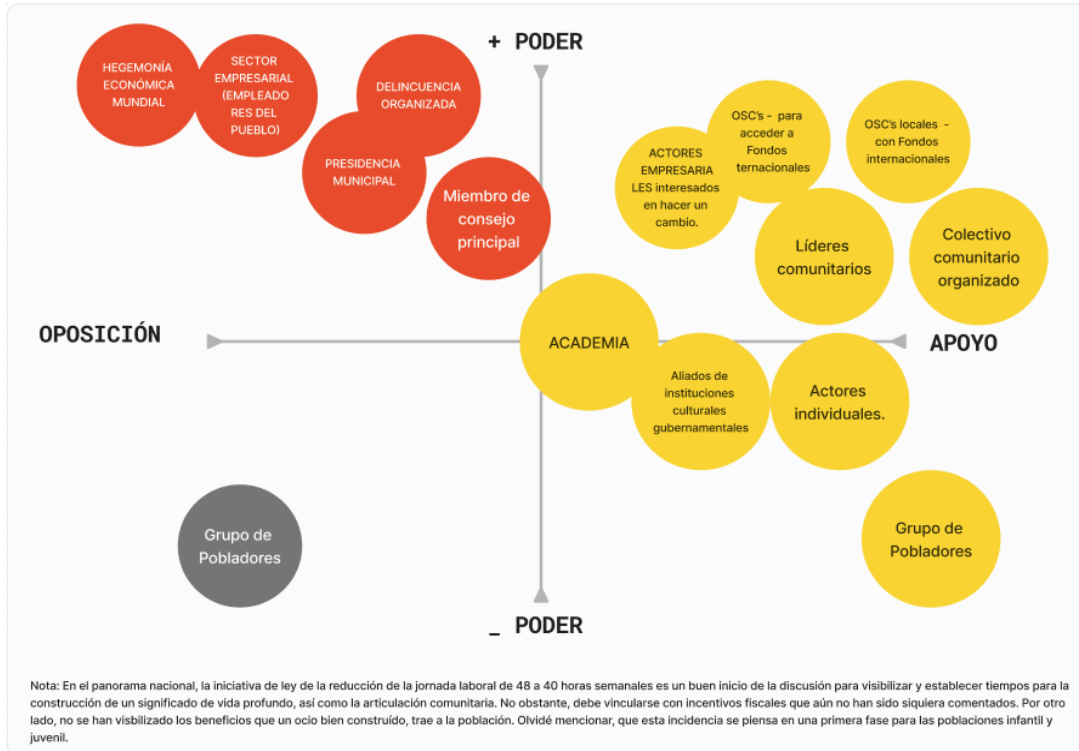 + PODER
HEGEMONÍA
ECONÓMICA
MUNDIAL
SECTOR
EMPRESARIAL
(EMPLEADO
RES DEL
PUEBLO)
DELINCUENCIA
ORGANIZADA
PRESIDENCIA
MUNICIPAL
Miembro de
consejo
principal
ACTORES
EMPRESARIA
LES interesados
en hacer un
cambio.
OSC's - para
acceder a
Fondos
ternacionales
OSC's locales -
con Fondos
internacionales
Líderes
comunitarios
Colectivo
comunitario
organizado
OPOSICIÓN
APOYO
ACADEMIA
Aliados de
instituciones
culturales
gubernamentales
Actores
individuales.
Grupo de
Pobladores
Grupo de
Pobladores
_ PODER
Nota: En el panorama nacional, la iniciativa de ley de la reducción de la jornada laboral de 48 a 40 horas semanales es un buen inicio de la discusión para visibilizar y establecer tiempos para la
construcción de un significado de vida profundo, así como la articulación comunitaria. No obstante, debe vincularse con incentivos fiscales que aún no han sido siquiera comentados. Por otro
lado, no se han visbilizado los beneficios que un ocio bien construído, trae a la población. Olvidé mencionar, que esta incidencia se piensa en una primera fase para las poblaciones infantil y
juvenil.